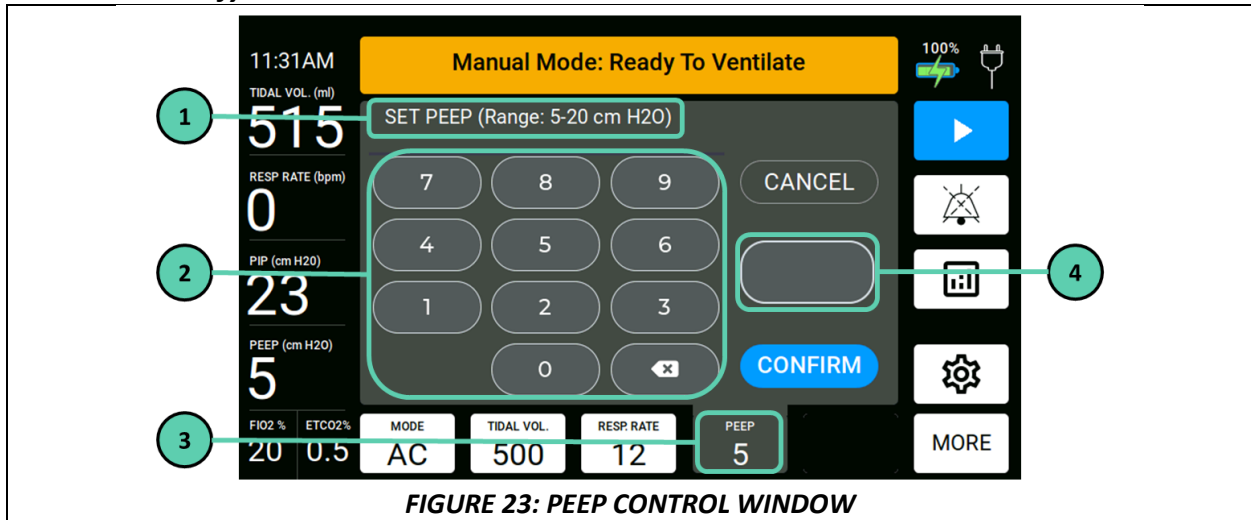 11:31AM
Manual Mode: Ready To Ventilate
100%
TIDAL VOL. (ml)
515
RESP RATE (bpm)
0
PIP (cm H20)
23
PEEP (cm H2O)
5
FIO2 %
20
ETCO2%
0.5
SET PEEP (Range: 5-20 cm H2O)
7 8 9
4 5 6
1 2 3
0
CANCEL
CONFIRM
MODE
AC
TIDAL VOL.
500
RESP. RATE
12
PEEP
5
MORE
1
2
3
4
FIGURE 23: PEEP CONTROL WINDOW